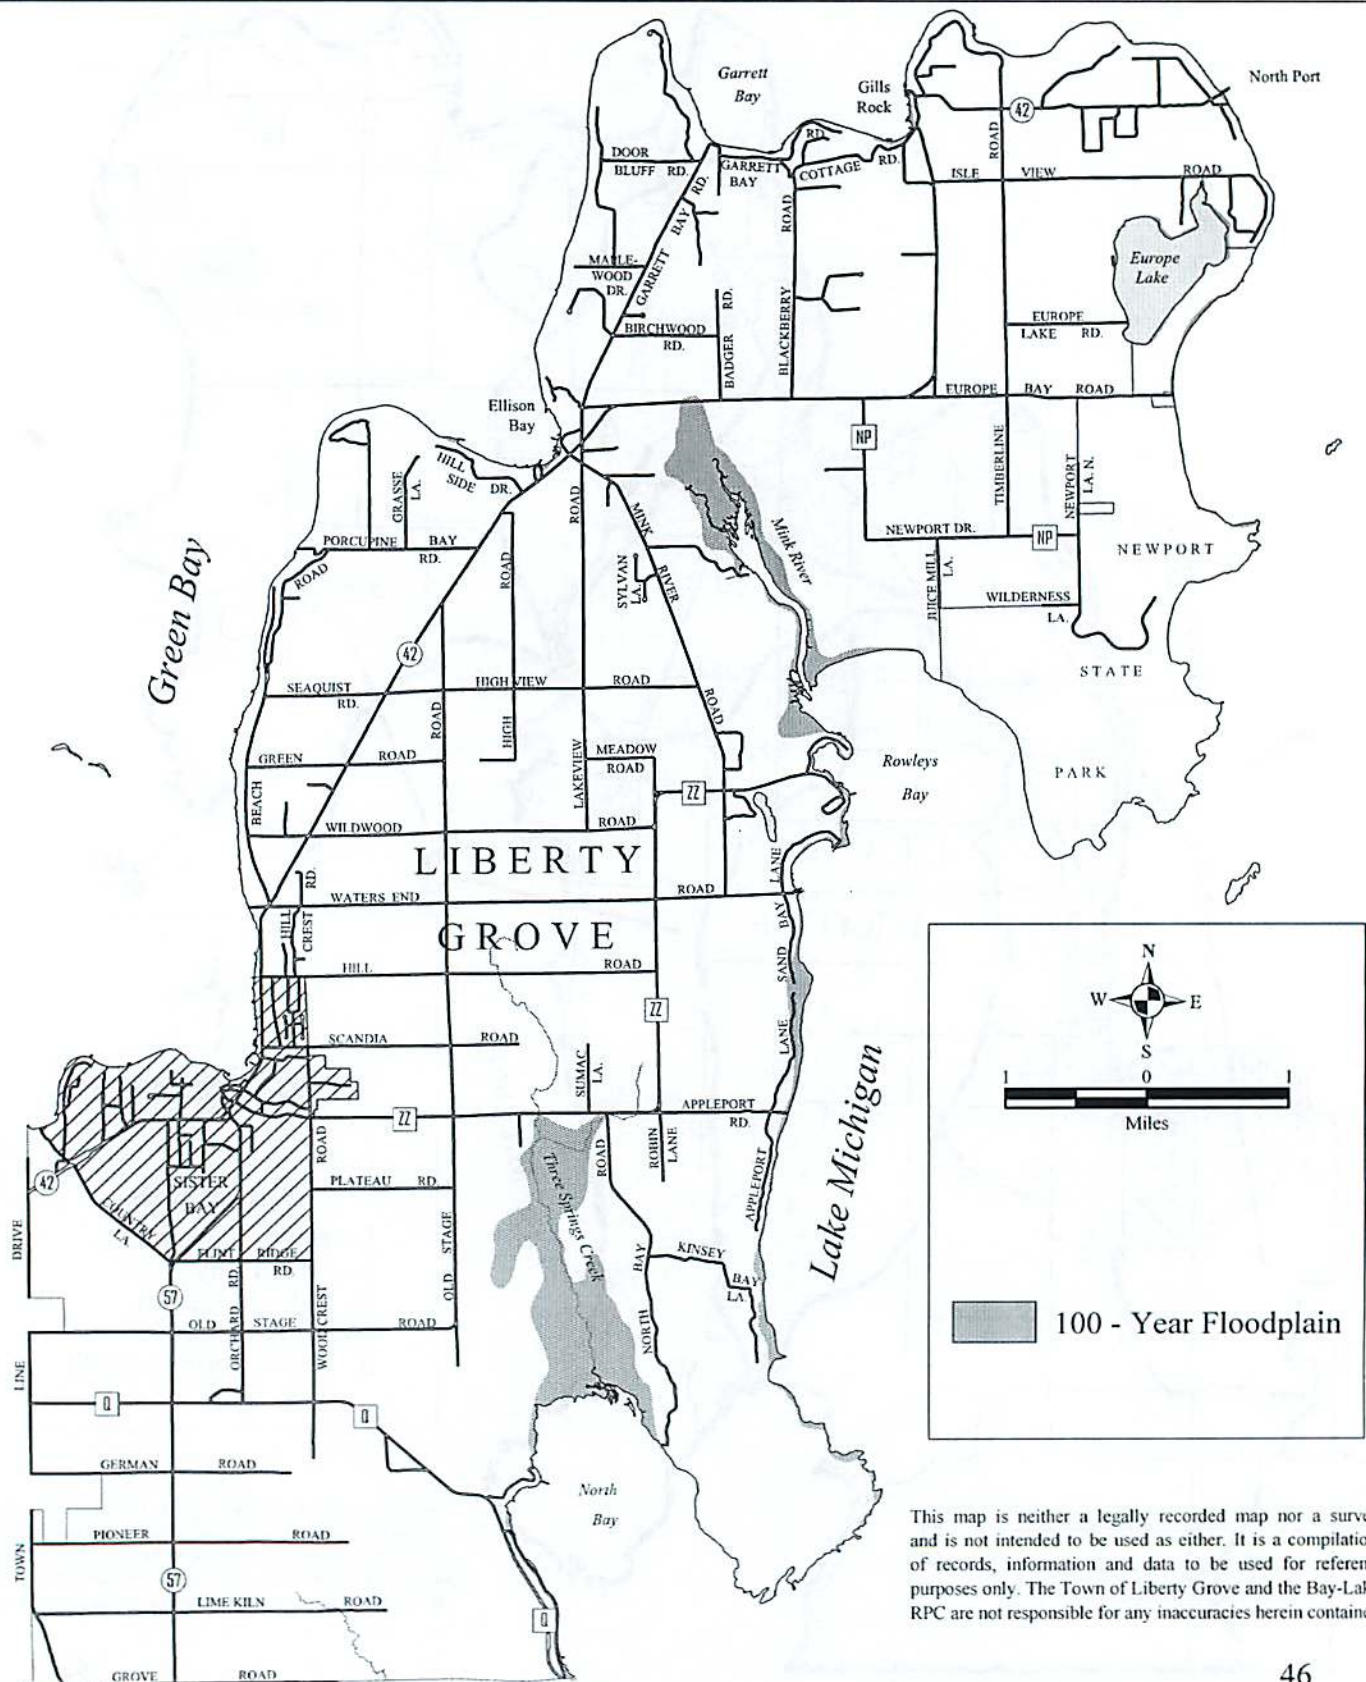 Garrett
Bay
Gills
Rock
North Port
42
ROAD
RD.
DOOR
BLUFF RD.
GARRETT
BAY
COTTAGE RD.
ISLE VIEW ROAD
GARRETT BAY RD.
BLACKBERRY ROAD
MAPLE-
WOOD
DR.
Europe
Lake
BIRCHWOOD
RD.
BADGER RD.
EUROPE
LAKE RD.
EUROPE BAY ROAD
Ellison
Bay
NP
TIMBERLINE
NEWPORT
LA. N.
HILL
SIDE
DR.
GRASSE
LA.
ROAD
MINK RIVER ROAD
Mink River
PORCUPINE BAY
RD.
ROAD
ROAD
SYLVAN
LA.
NEWPORT DR.
NP
JUICE MILL
LA.
WILDERNESS
LA.
NEWPORT
STATE
PARK
Green Bay
42
SEAQUIST
RD.
HIGH VIEW ROAD
ROAD
HIGH
GREEN ROAD
LAKEVIEW
MEADOW
ROAD
ZZ
Rowleys
Bay
BEACH
WILDWOOD ROAD
LIBERTY
GROVE
WATERS END ROAD
HILL
CREST
RD.
SAND BAY LANE
HILL ROAD
ZZ
LANE
SCANDIA ROAD
SUMAC
LA.
ZZ
APPLEPORT
RD.
ROAD
ROAD
ROBIN
LANE
APPLEPORT
Lake Michigan
42
SISTER
BAY
COUNTRY
LA.
PLATEAU RD.
Three Springs Creek
OLD STAGE
FLINT RIDGE
RD.
NORTH BAY
KINSEY
BAY
LA.
DRIVE
57
RD.
ORCHARD
WOODCREST
OLD STAGE ROAD
LINE
Q
Q
GERMAN ROAD
North
Bay
PIONEER ROAD
TOWN
57
LIME KILN ROAD
Q
GROVE ROAD
N
W E
S
1 0 1
Miles
100 - Year Floodplain
This map is neither a legally recorded map nor a surve
and is not intended to be used as either. It is a compilatio
of records, information and data to be used for referen
purposes only. The Town of Liberty Grove and the Bay-Lak
RPC are not responsible for any inaccuracies herein containe
46